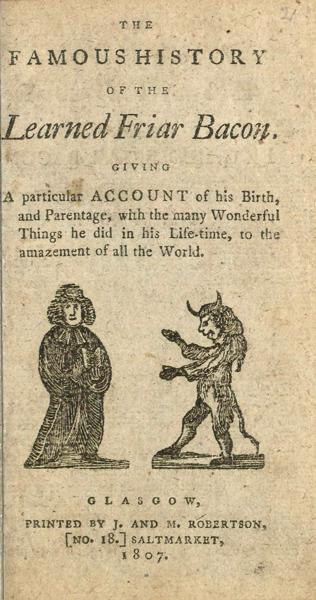 THE
FAMOUS HISTORY
OF THE
Learned Friar Bacon.
GIVING
A particular ACCOUNT of his Birth,
and Parentage, with the many Wonderful
Things he did in his Life-time, to the
amazement of all the World.
GLASGOW,
PRINTED BY J. AND M. ROBERTSON,
[NO. 18.] SALTMARKET,
1807.